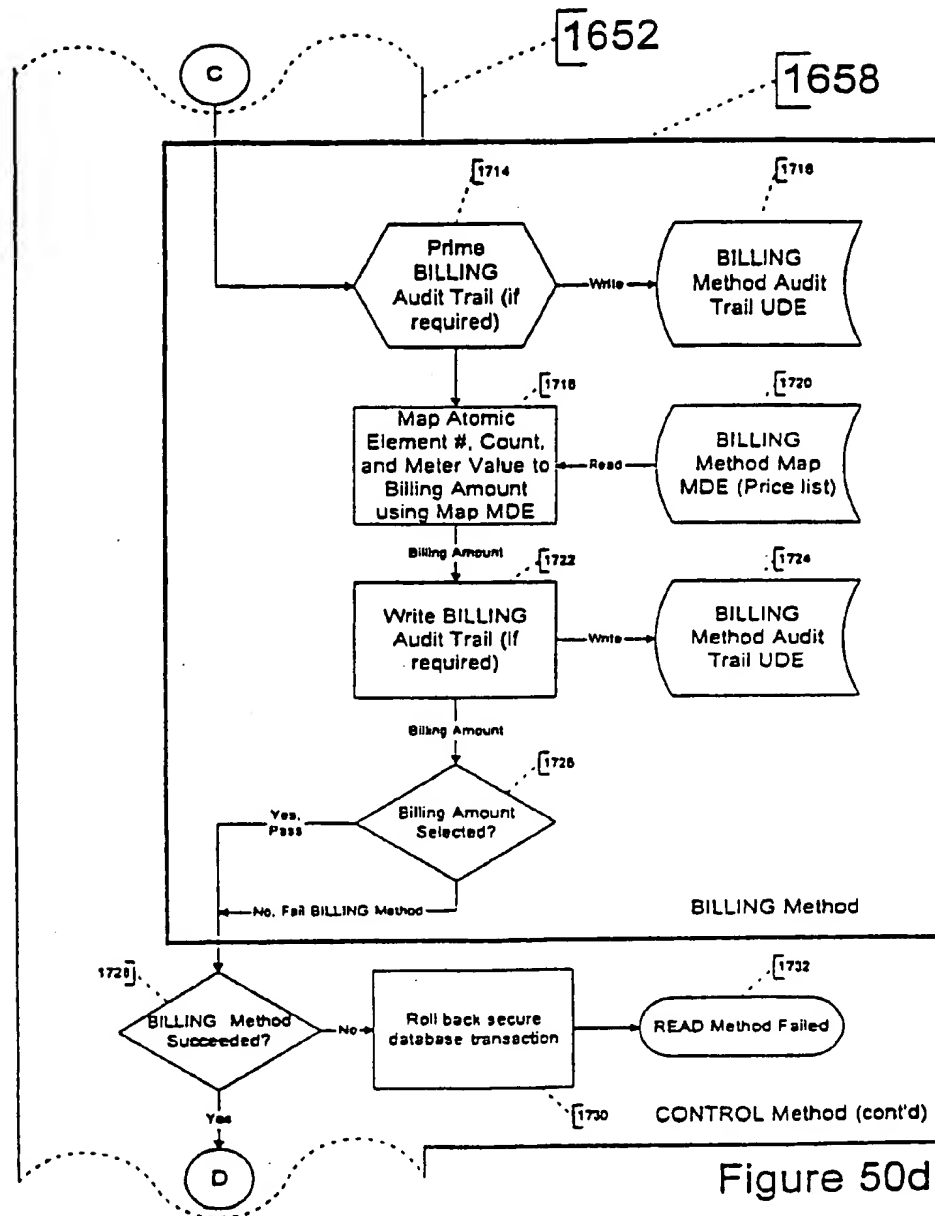 1652
C
1658
1714
1716
Prime
BILLING
Audit Trail (if
required)
Write
BILLING
Method Audit
Trail UDE
1718
1720
Map Atomic
Element #, Count,
and Meter Value to
Billing Amount
using Map MDE
Read
BILLING
Method Map
MDE (Price list)
Billing Amount
1722
1724
Write BILLING
Audit Trail (If
required)
Write
BILLING
Method Audit
Trail UDE
Billing Amount
1726
Billing Amount
Selected?
Yes,
Pass
No, Fail BILLING Method
BILLING Method
1728
BILLING Method
Succeeded?
No
Roll back secure
database transaction
1732
READ Method Failed
Yes
1730
CONTROL Method (cont'd)
D
Figure 50d